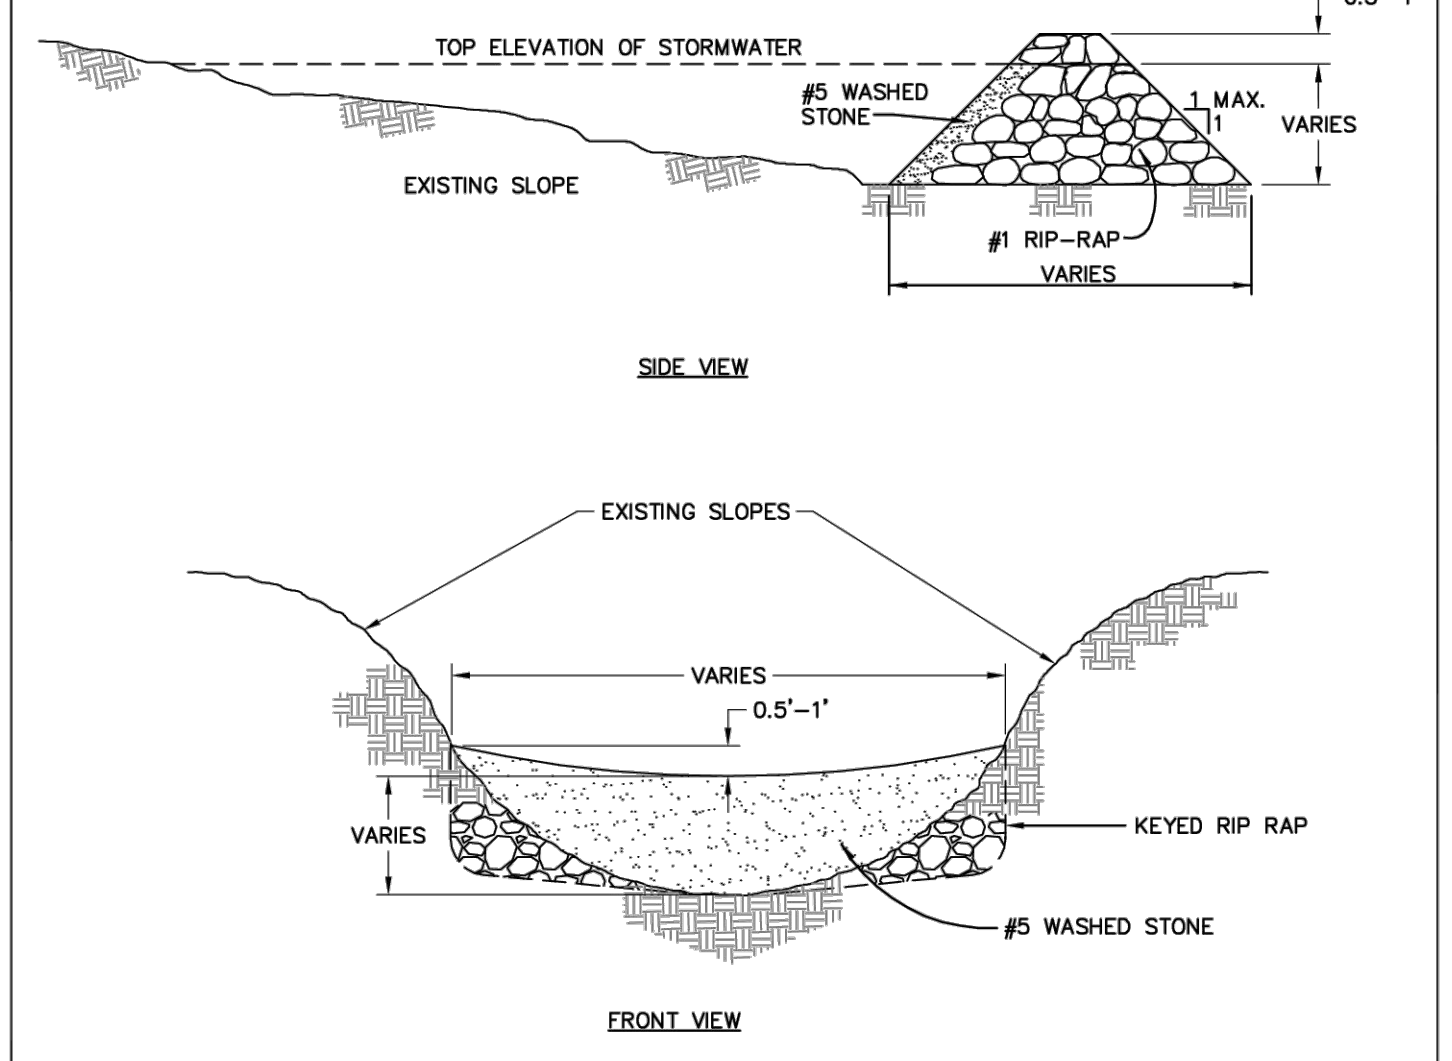 TOP ELEVATION OF STORMWATER
#5 WASHED
STONE
1 MAX.
1
VARIES
EXISTING SLOPE
#1 RIP-RAP
VARIES
SIDE VIEW
EXISTING SLOPES
VARIES
0.5'-1'
VARIES
KEYED RIP RAP
#5 WASHED STONE
FRONT VIEW